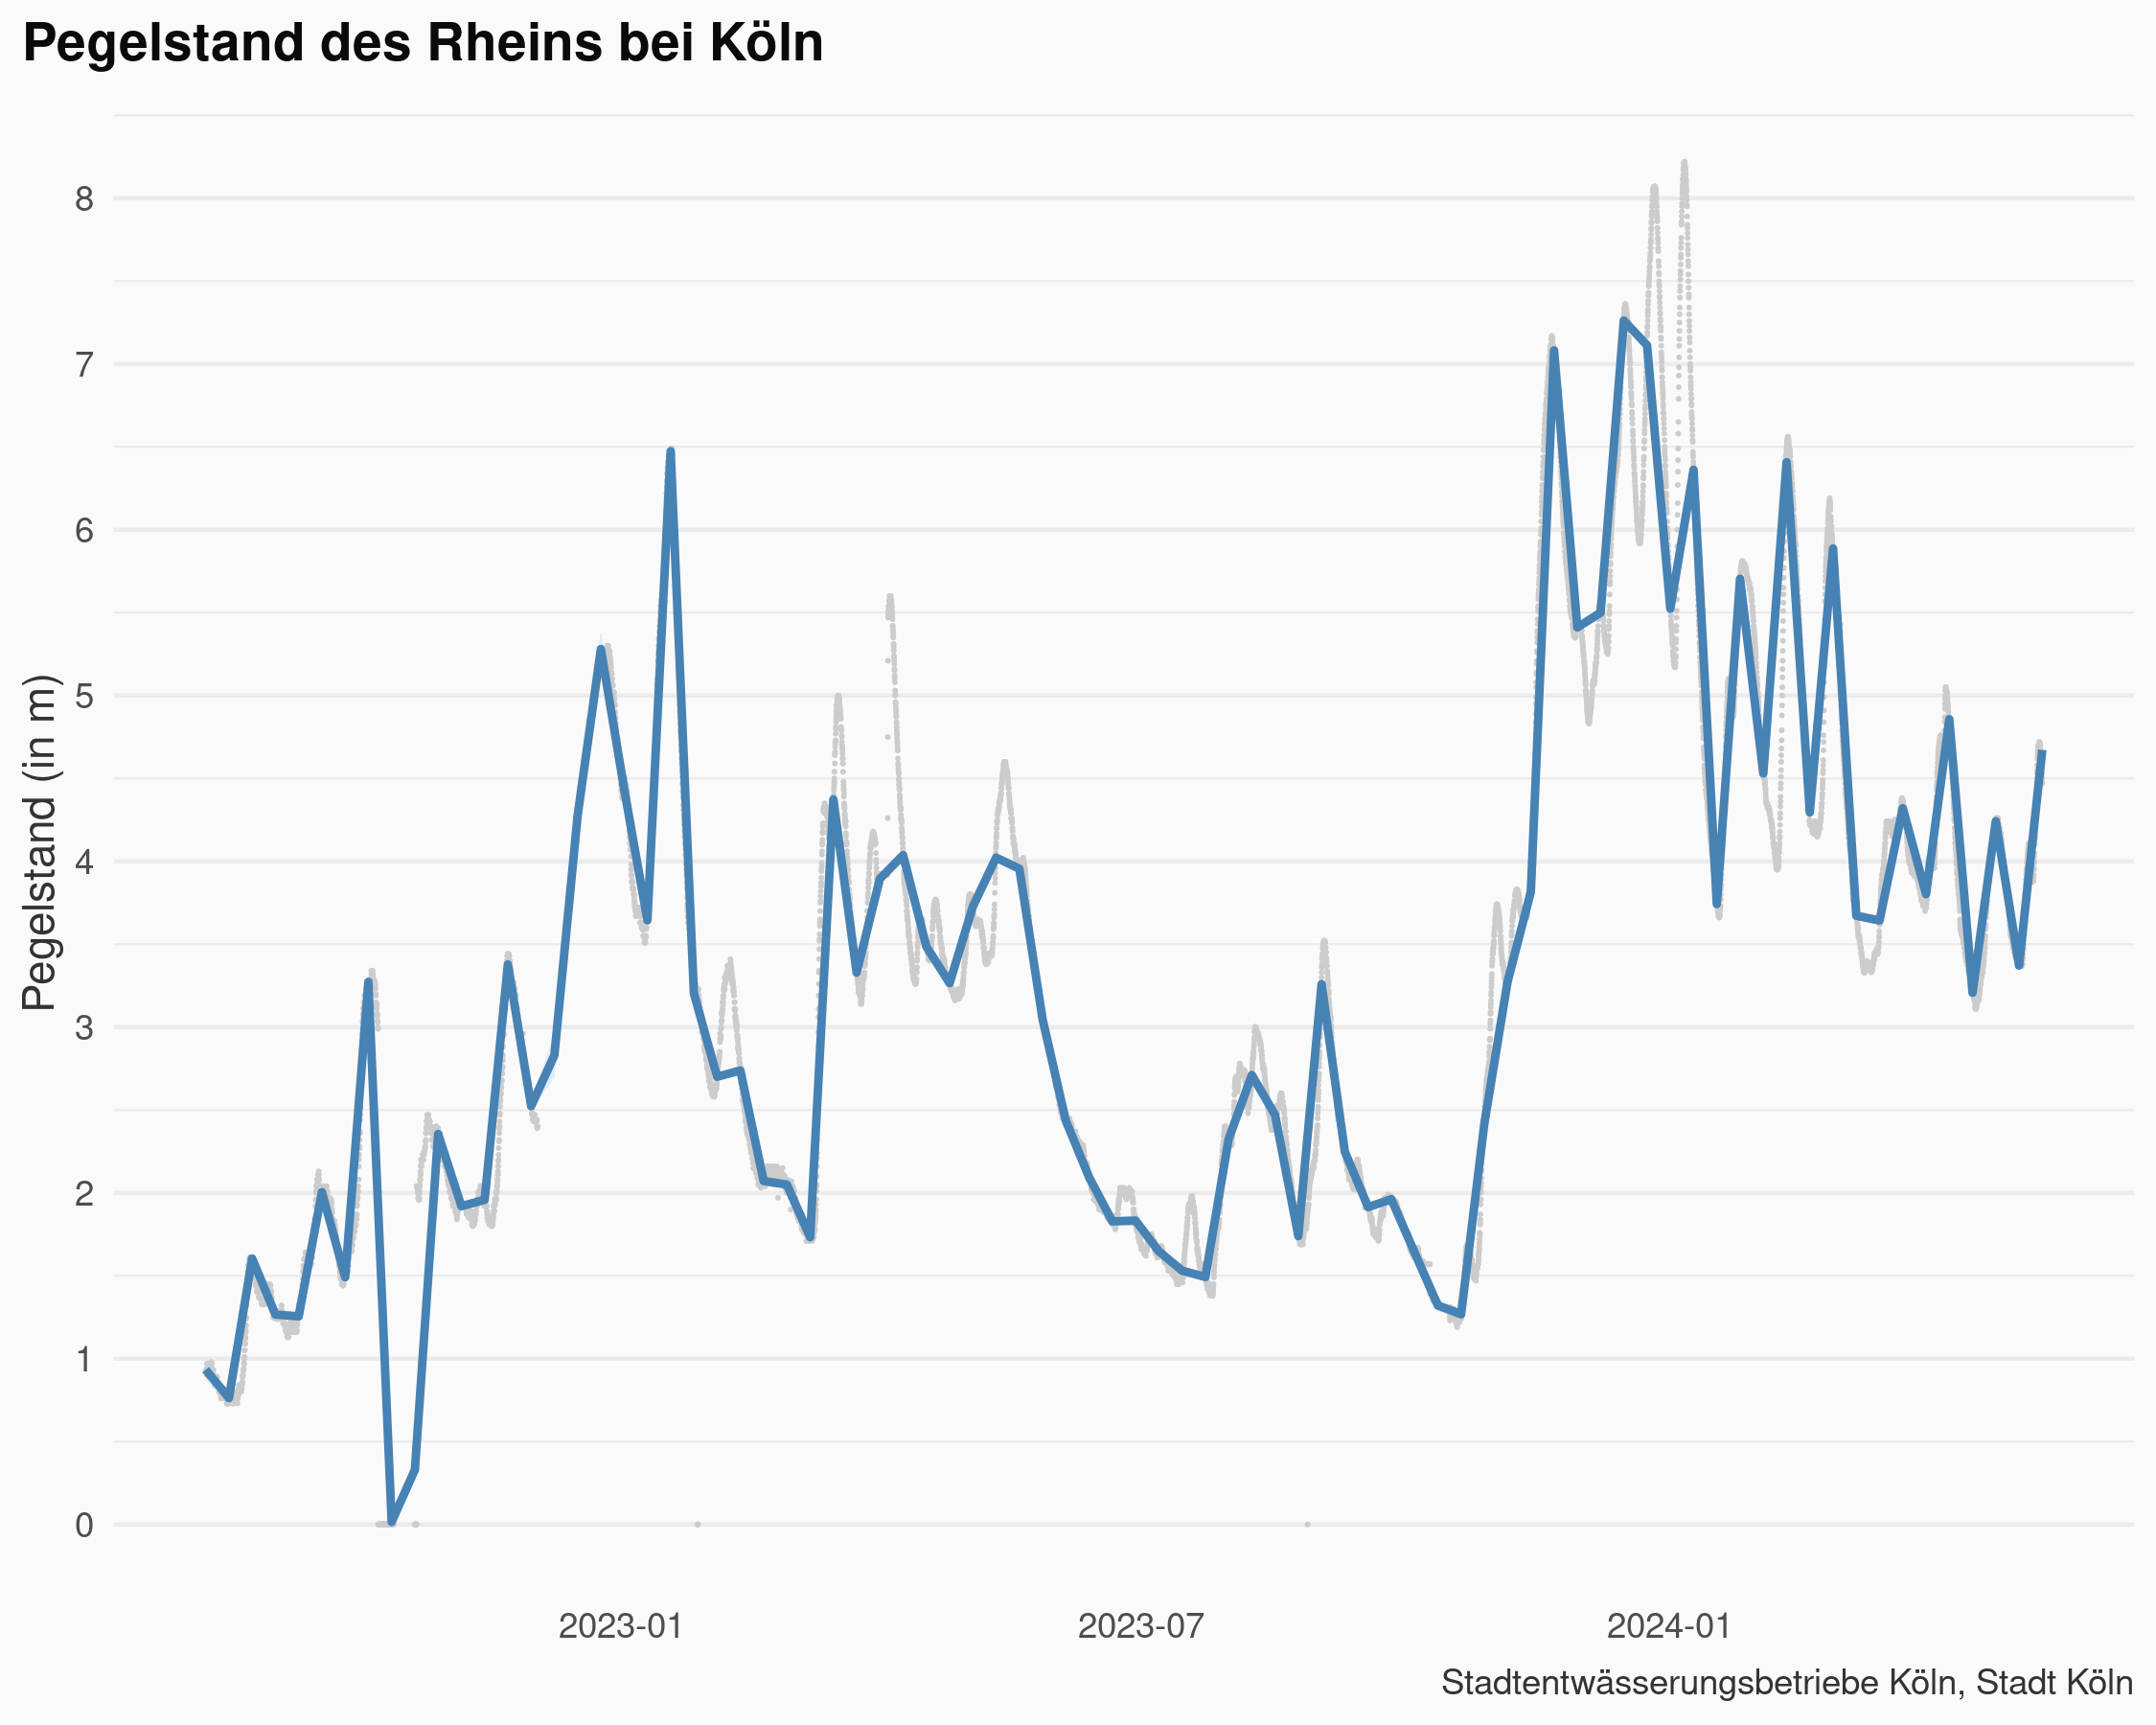 Pegelstand des Rheins bei Köln
Pegelstand (in m)
8
7
6
5
4
3
2
1
0
2023-01 2023-07 2024-01
Stadtentwässerungsbetriebe Köln, Stadt Köln